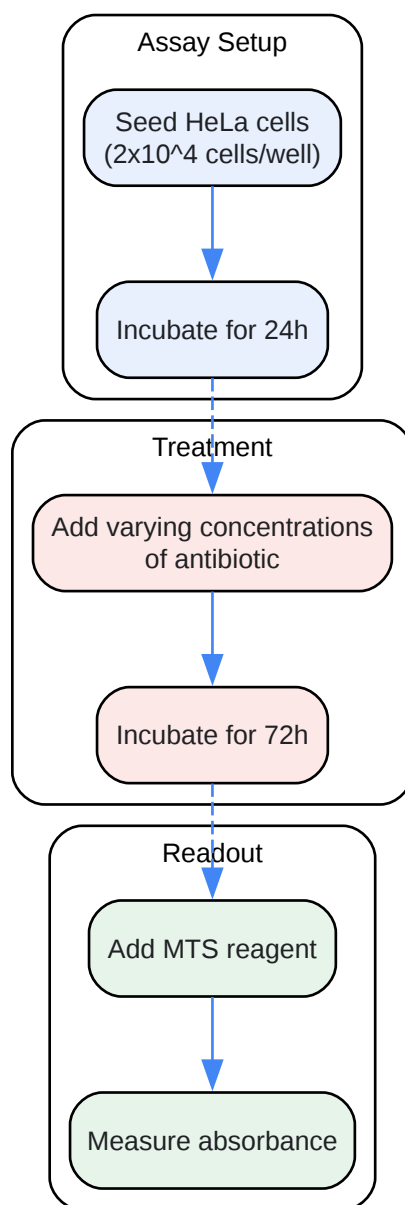 Assay Setup
Seed HeLa cells
(2x10^4 cells/well)
Incubate for 24h
Treatment
Add varying concentrations
of antibiotic
Incubate for 72h
Readout
Add MTS reagent
Measure absorbance